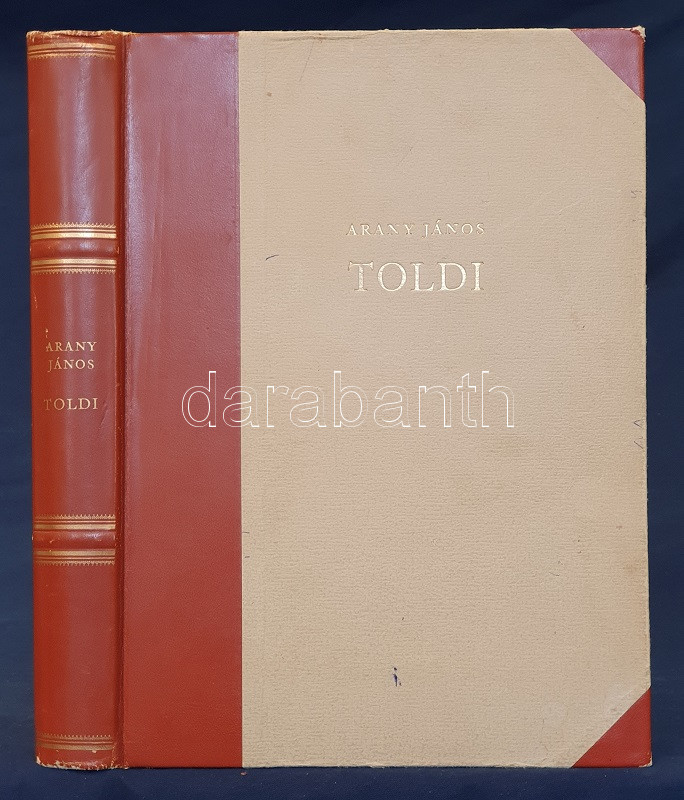 ARANY
JÁNOS
TOLDI
ARANY JÁNOS
TOLDI
darabanth